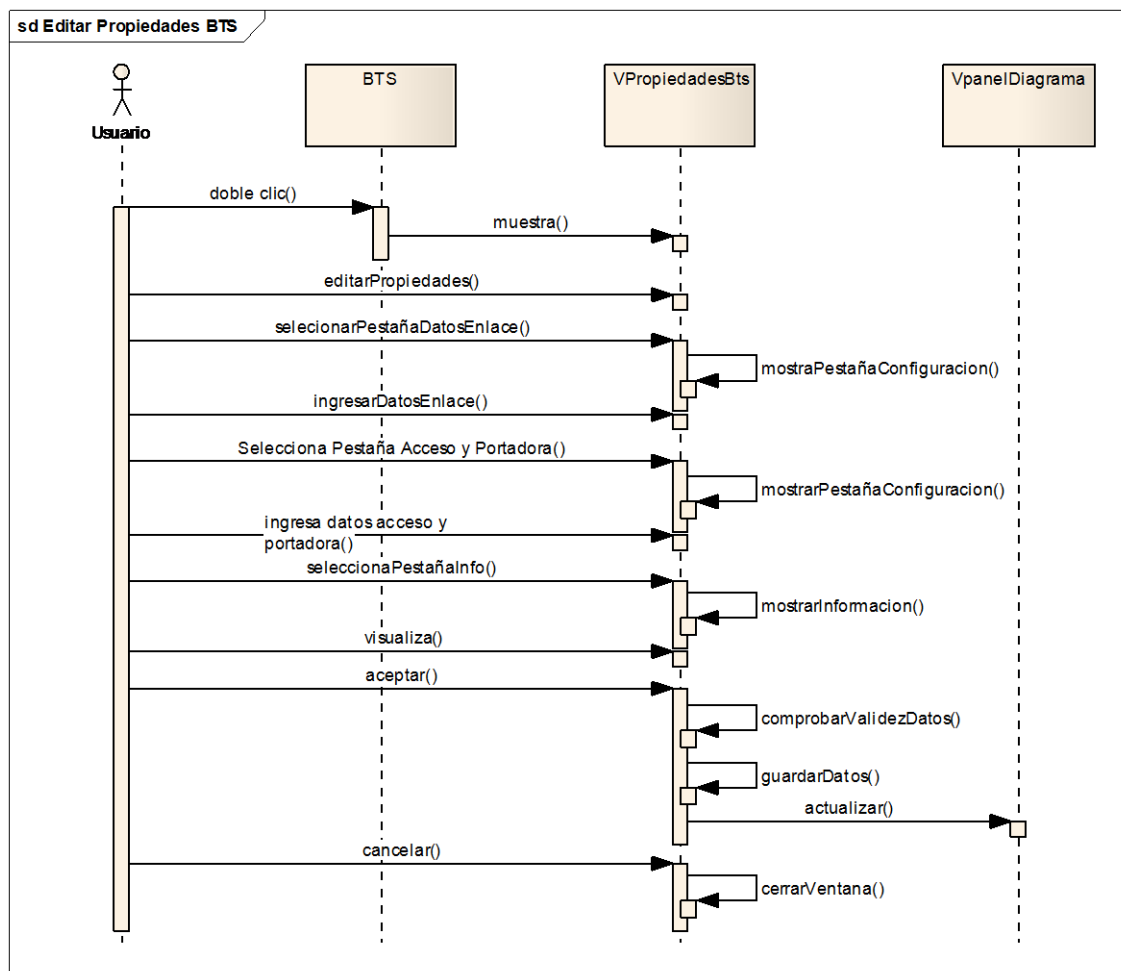 sd Editar Propiedades BTS
Usuario
BTS
VPropiedadesBts
VpanelDiagrama
doble clic()
muestra()
editarPropiedades()
selecionarPestañaDatosEnlace()
mostraPestañaConfiguracion()
ingresarDatosEnlace()
Selecciona Pestaña Acceso y Portadora()
mostrarPestañaConfiguracion()
ingresa datos acceso y
portadora()
seleccionaPestañaInfo()
mostrarInformacion()
visualiza()
aceptar()
comprobarValidezDatos()
guardarDatos()
actualizar()
cancelar()
cerrarVentana()